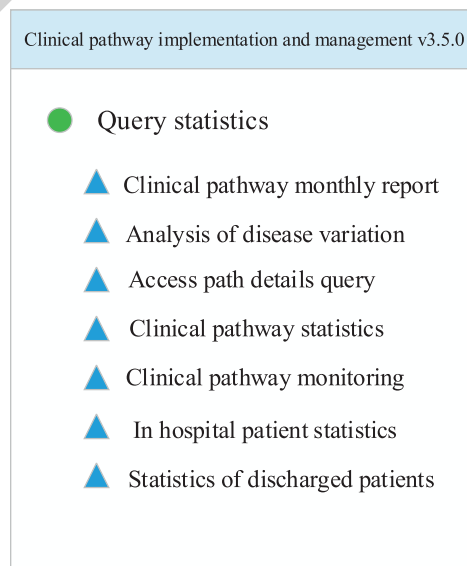 Clinical pathway implementation and management v3.5.0
Query statistics
Clinical pathway monthly report
Analysis of disease variation
Access path details query
Clinical pathway statistics
Clinical pathway monitoring
In hospital patient statistics
Statistics of discharged patients